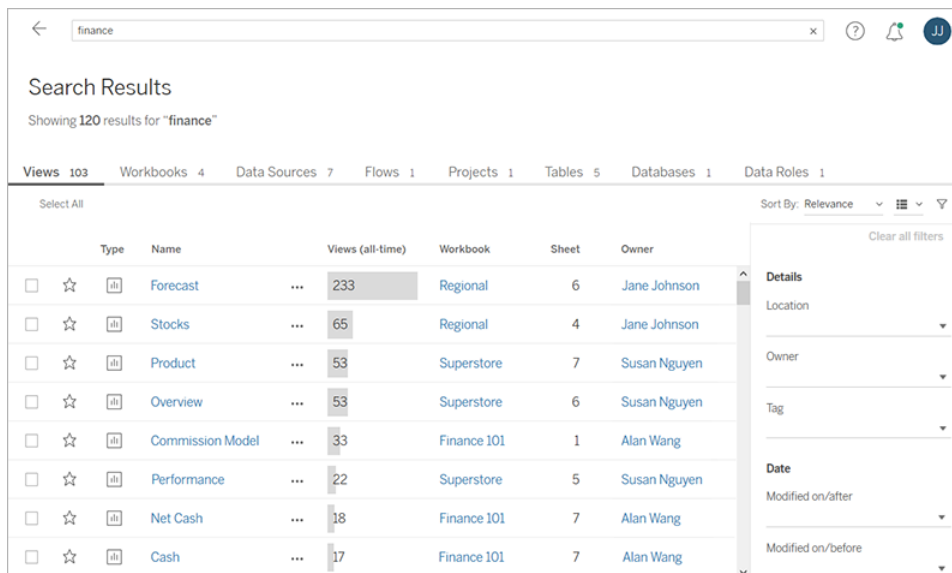 finance
JJ
Search Results
Showing 120 results for “finance”
Views 103 Workbooks 4 Data Sources 7 Flows 1 Projects 1 Tables 5 Databases 1 Data Roles 1
Select All Sort By: Relevance
Clear all filters
Type Name Views (all-time) Workbook Sheet Owner
Forecast 233 Regional 6 Jane Johnson
Stocks 65 Regional 4 Jane Johnson
Product 53 Superstore 7 Susan Nguyen
Overview 53 Superstore 6 Susan Nguyen
Commission Model 33 Finance 101 1 Alan Wang
Performance 22 Superstore 5 Susan Nguyen
Net Cash 18 Finance 101 7 Alan Wang
Cash 17 Finance 101 7 Alan Wang
Details
Location
Owner
Tag
Date
Modified on/after
Modified on/before